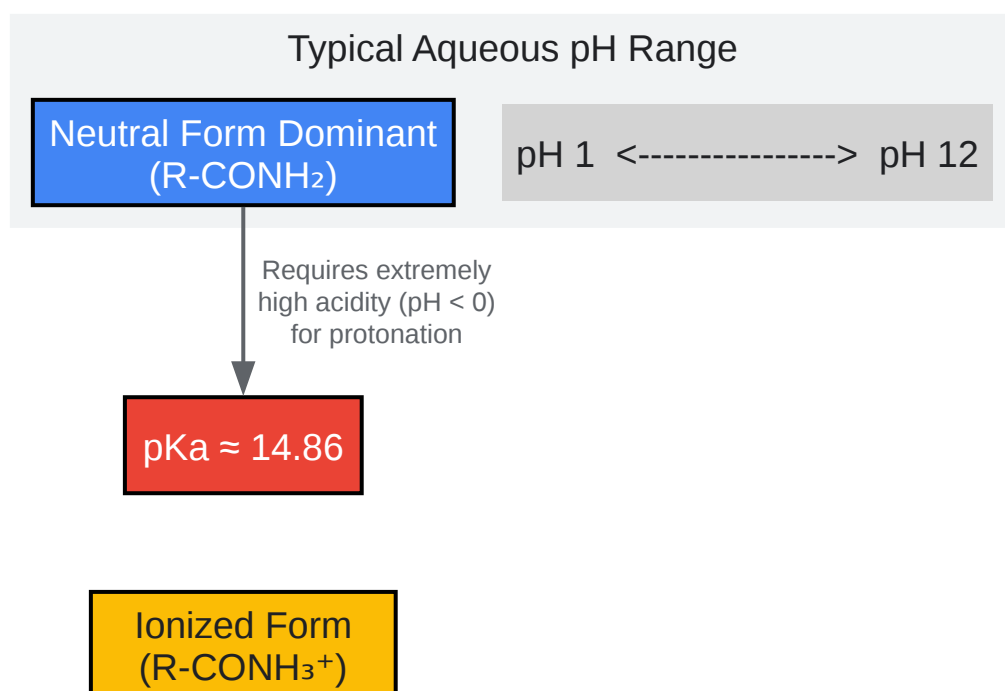 Typical Aqueous pH Range
Neutral Form Dominant
(R-CONH₂)
pH 1 <----------------> pH 12
Requires extremely
high acidity (pH < 0)
for protonation
pKa ≈ 14.86
Ionized Form
(R-CONH₃⁺)